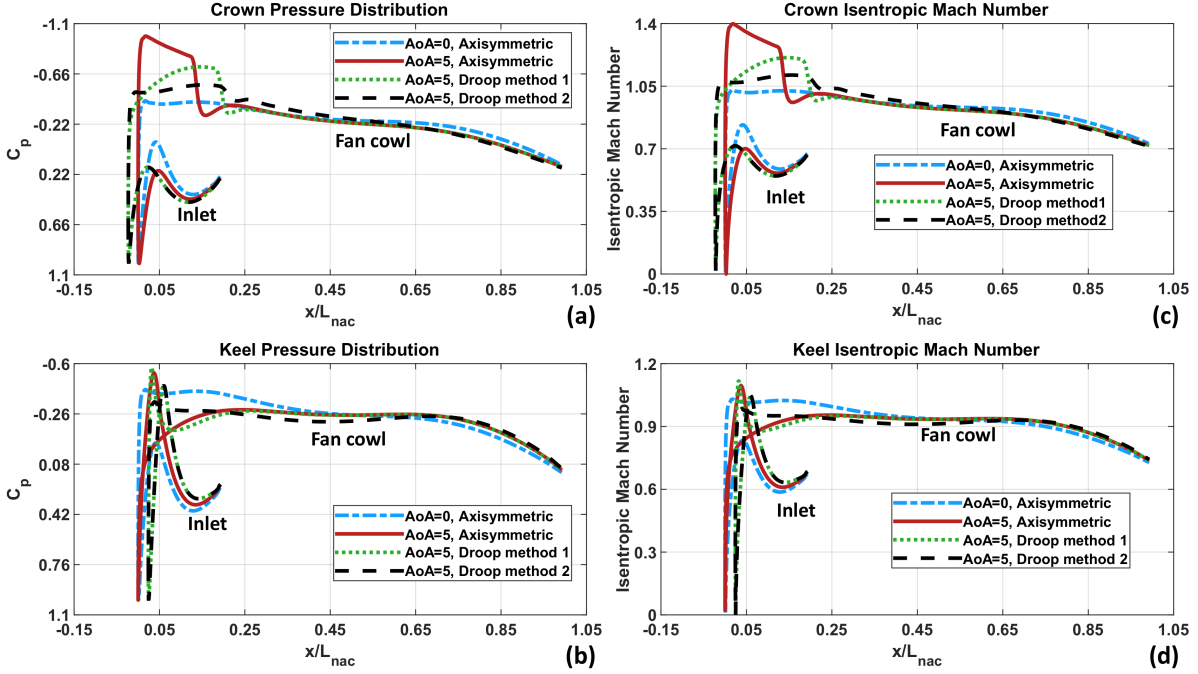 Crown Pressure Distribution
-1.1
-0.66
-0.22
0.22
0.66
1.1
C_p
AoA=0, Axisymmetric
AoA=5, Axisymmetric
AoA=5, Droop method 1
AoA=5, Droop method 2
Fan cowl
Inlet
-0.15 0.05 0.25 0.45 0.65 0.85 1.05
x/L_nac
(a)
Crown Isentropic Mach Number
1.4
1.05
0.7
0.35
0
Isentropic Mach Number
Fan cowl
Inlet
AoA=0, Axisymmetric
AoA=5, Axisymmetric
AoA=5, Droop method1
AoA=5, Droop method2
-0.15 0.05 0.25 0.45 0.65 0.85 1.05
x/L_nac
(c)
Keel Pressure Distribution
-0.6
-0.26
0.08
0.42
0.76
1.1
C_p
Fan cowl
Inlet
AoA=0, Axisymmetric
AoA=5, Axisymmetric
AoA=5, Droop method 1
AoA=5, Droop method 2
-0.15 0.05 0.25 0.45 0.65 0.85 1.05
x/L_nac
(b)
Keel Isentropic Mach Number
1.2
0.9
0.6
0.3
0
Isentropic Mach Number
Fan cowl
Inlet
AoA=0, Axisymmetric
AoA=5, Axisymmetric
AoA=5, Droop method 1
AoA=5, Droop method 2
-0.15 0.05 0.25 0.45 0.65 0.85 1.05
x/L_nac
(d)